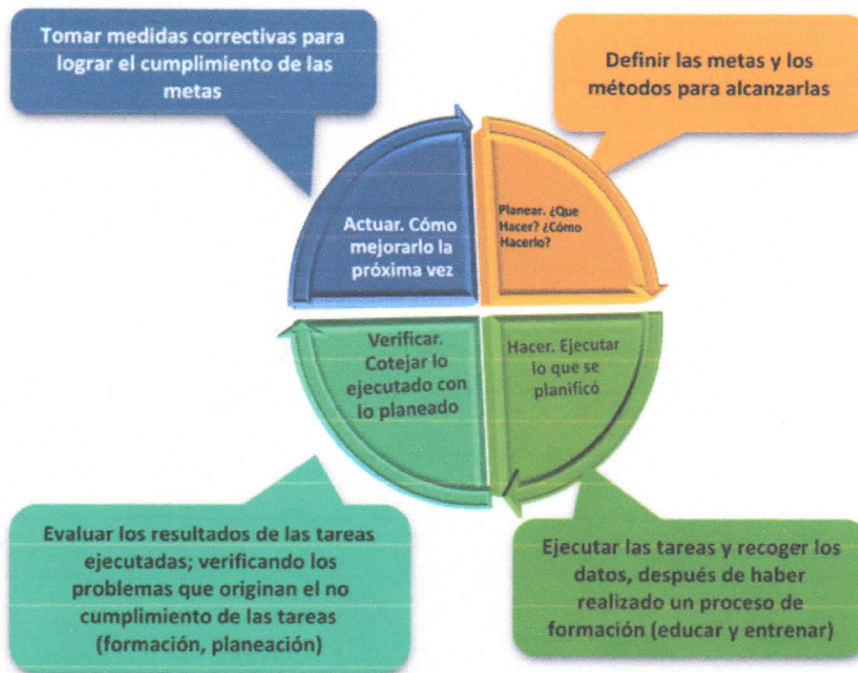 Tomar medidas correctivas para
lograr el cumplimiento de las
metas
Definir las metas y los
métodos para alcanzarlas
Actuar. Cómo
mejorarlo la
próxima vez
Planear. ¿Que
Hacer? ¿Cómo
Hacerlo?
Verificar.
Cotejar lo
ejecutado con
lo planeado
Hacer. Ejecutar
lo que se
planificó
Evaluar los resultados de las tareas
ejecutadas; verificando los
problemas que originan el no
cumplimiento de las tareas
(formación, planeación)
Ejecutar las tareas y recoger los
datos, después de haber
realizado un proceso de
formación (educar y entrenar)